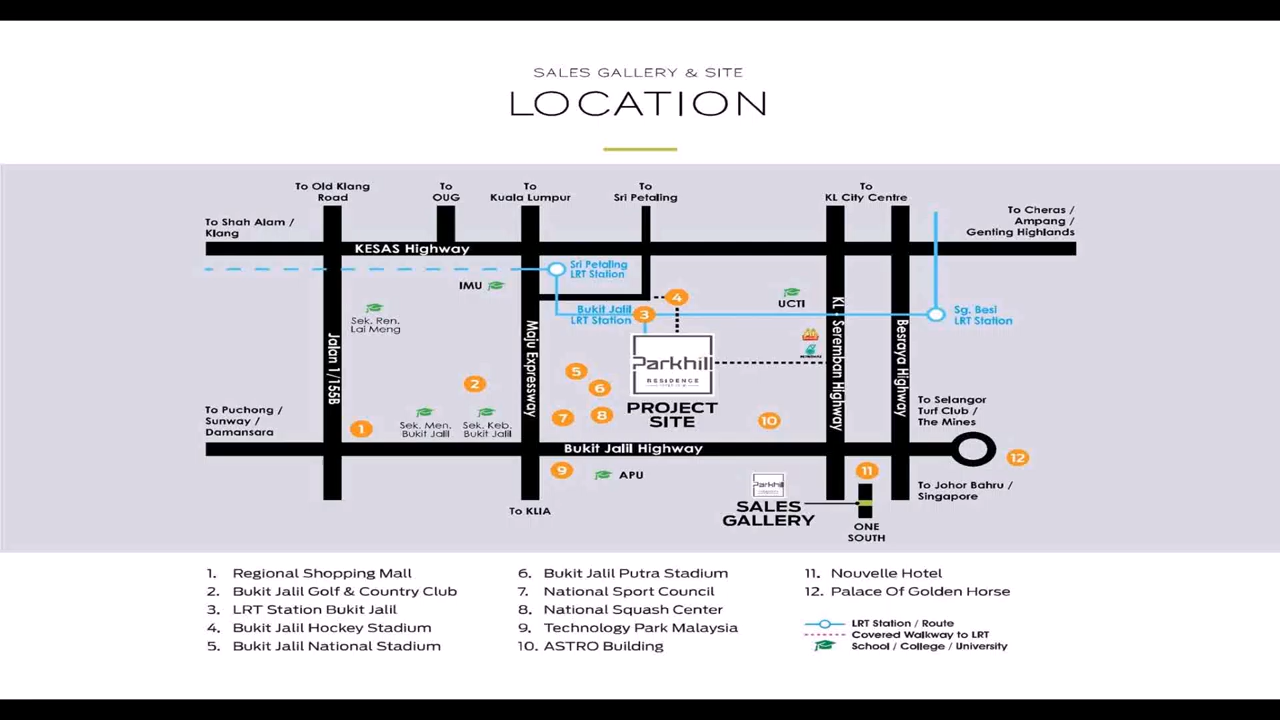 SALES GALLERY & SITE
LOCATION
To Old Klang
Road
To
OUG
To
Kuala Lumpur
To
Sri Petaling
To
KL City Centre
To Shah Alam /
Klang
To Cheras /
Ampang /
Genting Highlands
KESAS Highway
Sri Petaling
LRT Station
IMU
4
UCTI
Sek. Ren.
Lai Meng
Bukit Jalil
LRT Station
3
Sg. Besi
LRT Station
Jalan 1/155B
Maju Expressway
KL - Seremban Highway
Besraya Highway
Parkhill
RESIDENCE
PROJECT
SITE
5
2
6
7
8
10
1
Sek. Men.
Bukit Jalil
Sek. Keb.
Bukit Jalil
To Puchong /
Sunway /
Damansara
To Selangor
Turf Club /
The Mines
Bukit Jalil Highway
12
9
APU
11
Parkhill
To Johor Bahru /
Singapore
SALES
GALLERY
To KLIA
ONE
SOUTH
1. Regional Shopping Mall
2. Bukit Jalil Golf & Country Club
3. LRT Station Bukit Jalil
4. Bukit Jalil Hockey Stadium
5. Bukit Jalil National Stadium
6. Bukit Jalil Putra Stadium
7. National Sport Council
8. National Squash Center
9. Technology Park Malaysia
10. ASTRO Building
11. Nouvelle Hotel
12. Palace Of Golden Horse
LRT Station / Route
Covered Walkway to LRT
School / College / University